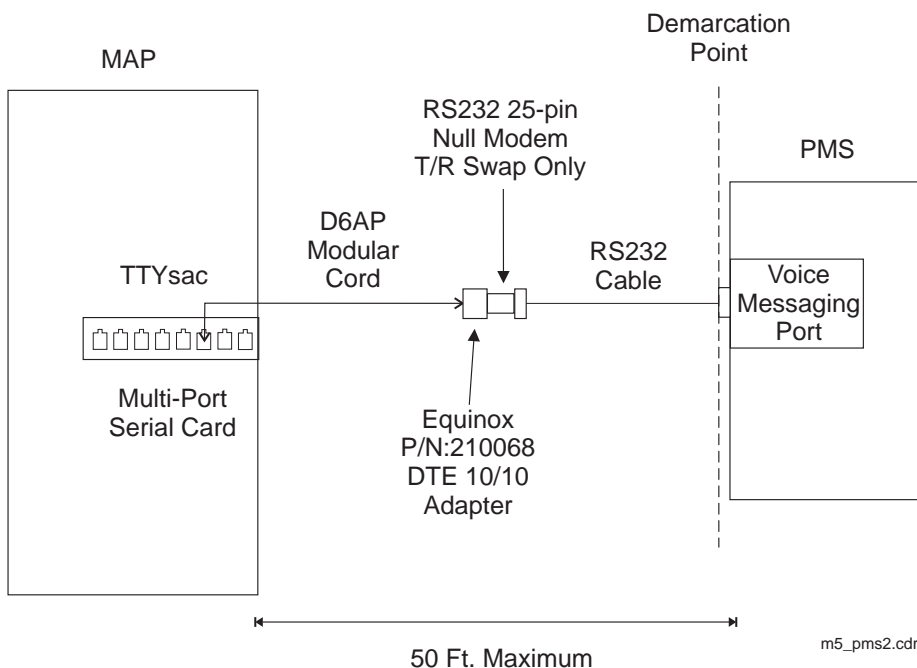 Demarcation
Point
MAP
RS232 25-pin
Null Modem
T/R Swap Only
PMS
D6AP
Modular
Cord
RS232
Cable
TTYsac
Voice
Messaging
Port
Multi-Port
Serial Card
Equinox
P/N:210068
DTE 10/10
Adapter
50 Ft. Maximum
m5_pms2.cdr